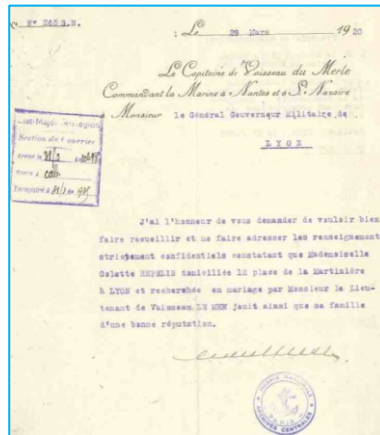 Nº 363 S.N.
: Le 29 Mars 1920
Le Capitaine de Vaisseau du Merle
Commandant la Marine à Nantes et à St. Nazaire
à Monsieur le Général Gouverneur Militaire de
LYON
Section du Courrier
J'ai l'honneur de vous demander de vouloir bien
faire recueillir et me faire adresser les renseignements
strictement confidentiels constatant que Mademoiselle
Colette REPELIN domiciliée 12 place de la Martinière
à LYON et recherchée en mariage par Monsieur le Lieu-
tenant de Vaisseau LE MEN jouit ainsi que sa famille
d'une bonne réputation.
ARCHIVES CENTRALES
PARIS